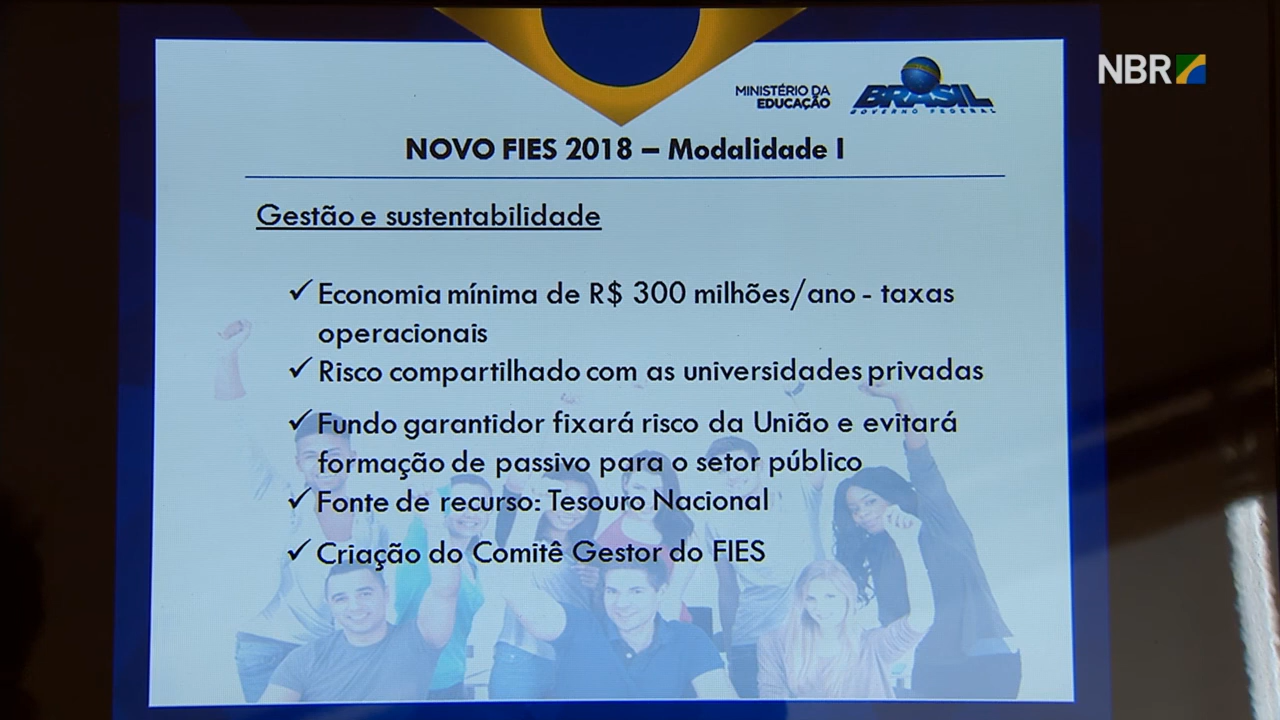 NBR
MINISTÉRIO DA
EDUCAÇÃO
BRASIL
GOVERNO FEDERAL
NOVO FIES 2018 – Modalidade I
Gestão e sustentabilidade
✓ Economia mínima de R$ 300 milhões/ano - taxas
operacionais
✓ Risco compartilhado com as universidades privadas
✓ Fundo garantidor fixará risco da União e evitará
formação de passivo para o setor público
✓ Fonte de recurso: Tesouro Nacional
✓ Criação do Comitê Gestor do FIES